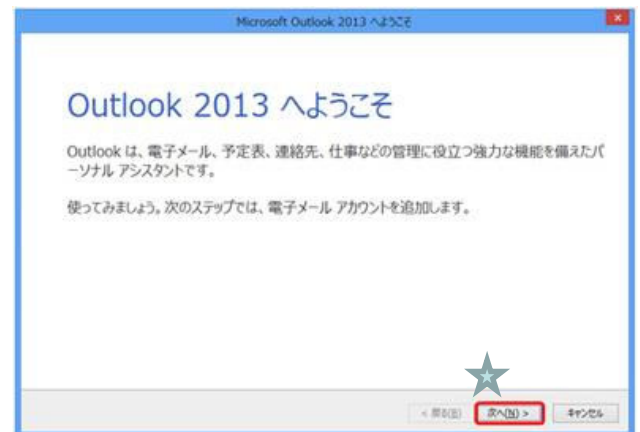 Microsoft Outlook 2013 へようこそ
Outlook 2013 へようこそ
Outlook は、電子メール、予定表、連絡先、仕事などの管理に役立つ強力な機能を備えたパ
ーソナル アシスタントです。
使ってみましょう。次のステップでは、電子メール アカウントを追加します。
< 戻る(B) 次へ(N) > キャンセル